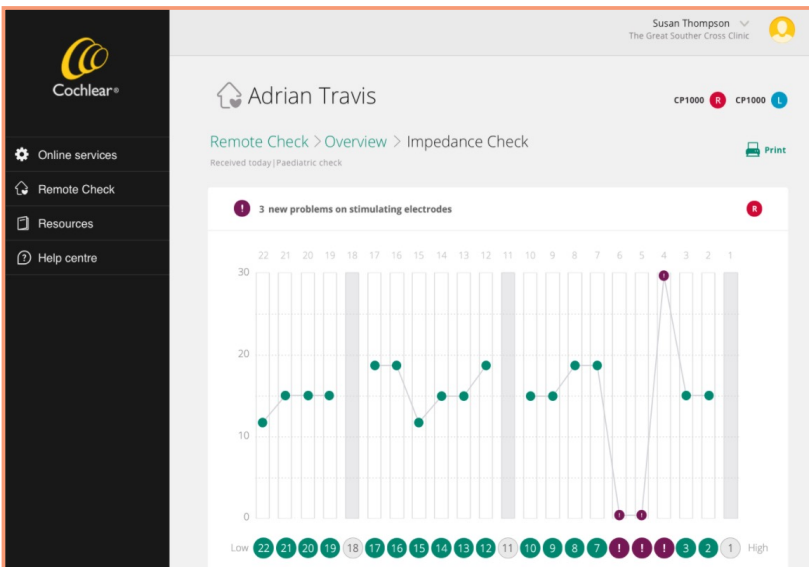 Susan Thompson
The Great Souther Cross Clinic
Cochlear®
Adrian Travis
CP1000 R CP1000 L
Remote Check > Overview > Impedance Check
Print
Received today|Paediatric check
Online services
Remote Check
Resources
? Help centre
! 3 new problems on stimulating electrodes
R
22 21 20 19 18 17 16 15 14 13 12 11 10 9 8 7 6 5 4 3 2 1
30
!
20
10
0
! !
Low 22 21 20 19 18 17 16 15 14 13 12 11 10 9 8 7 ! ! ! 3 2 1 High